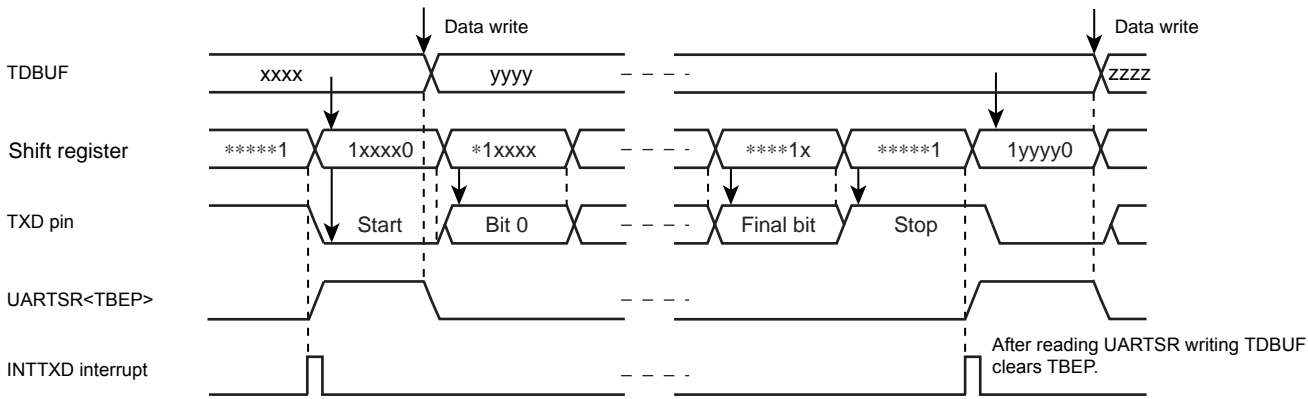 Data write Data write
TDBUF xxxx yyyy zzzz
Shift register *****1 1xxxx0 *1xxxx ****1x *****1 1yyyy0
TXD pin Start Bit 0 Final bit Stop
UARTSR<TBEP>
After reading UARTSR writing TDBUF
INTTXD interrupt clears TBEP.